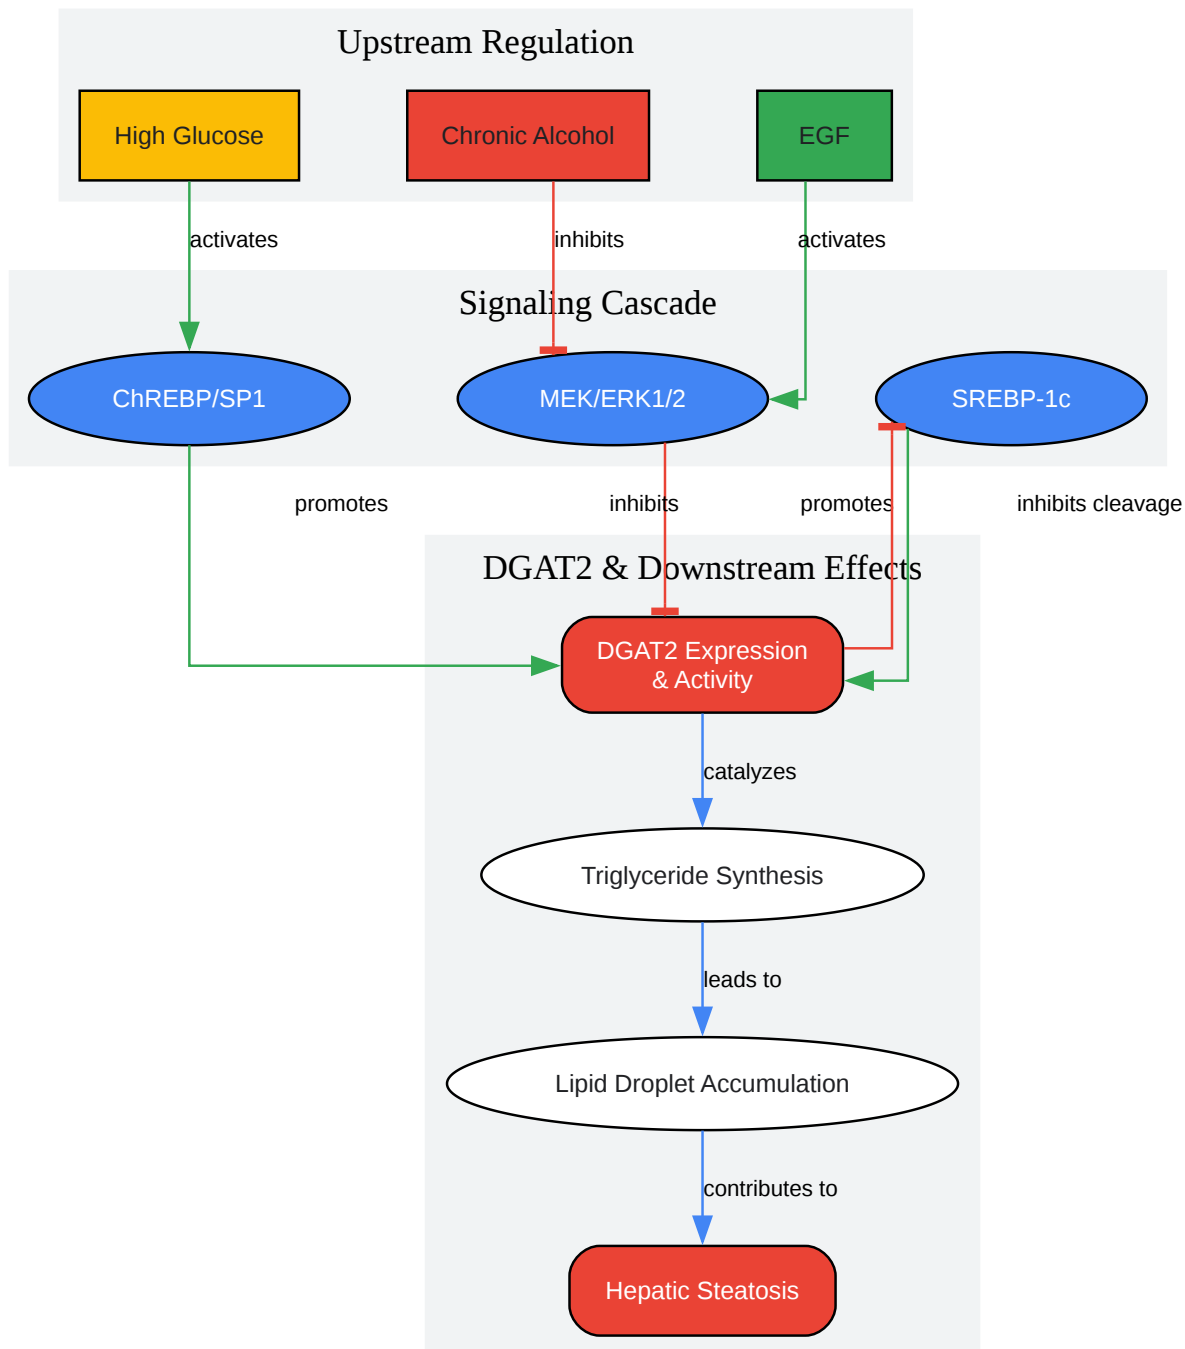 Upstream Regulation
High Glucose
Chronic Alcohol
EGF
activates
inhibits
activates
Signaling Cascade
ChREBP/SP1
MEK/ERK1/2
SREBP-1c
promotes
inhibits
promotes
inhibits cleavage
DGAT2 & Downstream Effects
DGAT2 Expression
& Activity
catalyzes
Triglyceride Synthesis
leads to
Lipid Droplet Accumulation
contributes to
Hepatic Steatosis